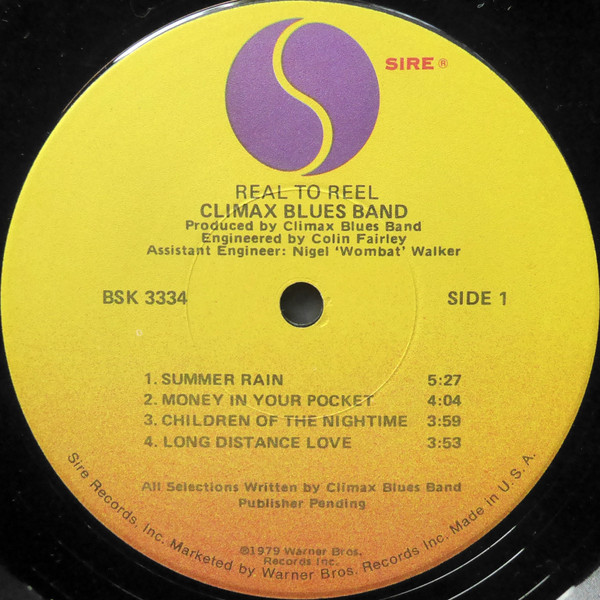 SIRE ®
REAL TO REEL
CLIMAX BLUES BAND
Produced by Climax Blues Band
Engineered by Colin Fairley
Assistant Engineer: Nigel 'Wombat' Walker
BSK 3334
SIDE 1
1. SUMMER RAIN 5:27
2. MONEY IN YOUR POCKET 4:04
3. CHILDREN OF THE NIGHTIME 3:59
4. LONG DISTANCE LOVE 3:53
All Selections Written by Climax Blues Band
Publisher Pending
©1979 Warner Bros.
Records Inc.
Sire Records, Inc. Marketed by Warner Bros. Records Inc. Made in U. S. A.